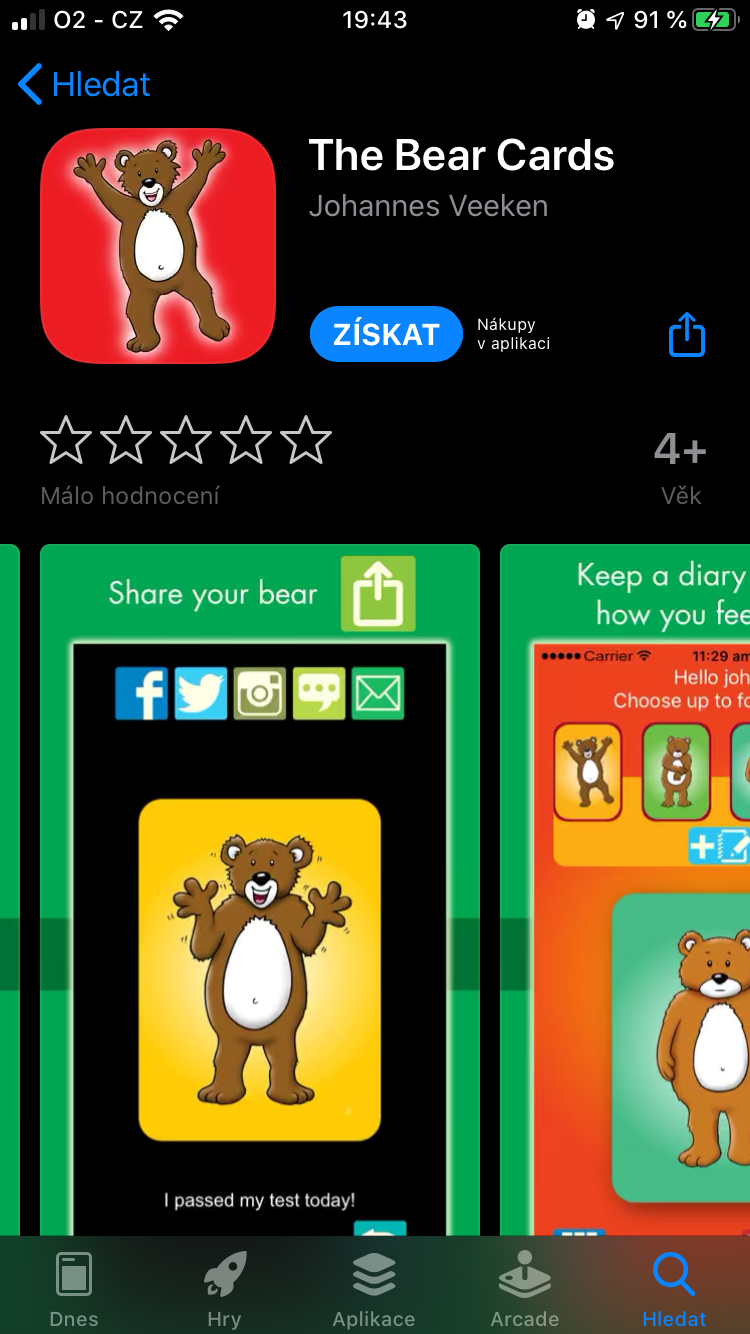 O2 - CZ 19:43 91 %
Hledat
The Bear Cards
Johannes Veeken
ZÍSKAT
Nákupy
v aplikaci
4+
Málo hodnocení
Věk
Share your bear
I passed my test today!
Keep a diary
how you fee
Carrier 11:29 am
Hello joh
Choose up to fo
Dnes
Hry
Aplikace
Arcade
Hledat